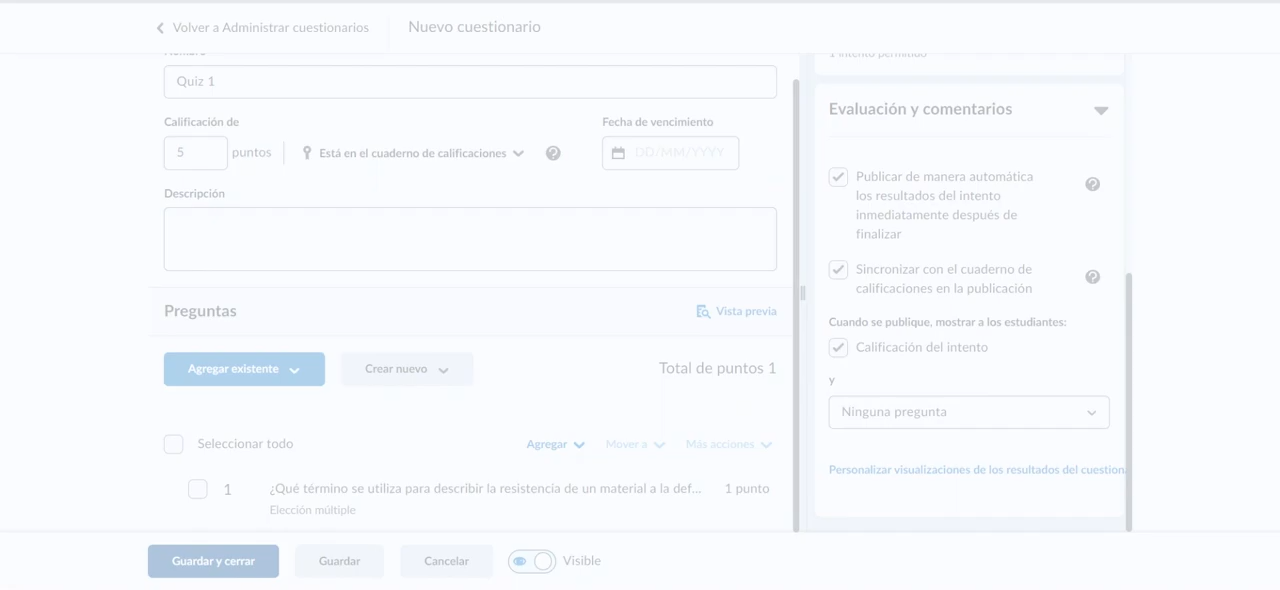 Volver a Administrar cuestionarios
Nuevo cuestionario
Nombre
Quiz 1
Calificación de
5
puntos
Está en el cuaderno de calificaciones
Fecha de vencimiento
DD/MM/YYYY
Descripción
Preguntas
Vista previa
Agregar existente
Crear nuevo
Total de puntos 1
Seleccionar todo
Agregar
Mover a
Más acciones
1
¿Qué término se utiliza para describir la resistencia de un material a la def...
1 punto
Elección múltiple
1 intento permitido
Evaluación y comentarios
Publicar de manera automática
los resultados del intento
inmediatamente después de
finalizar
Sincronizar con el cuaderno de
calificaciones en la publicación
Cuando se publique, mostrar a los estudiantes:
Calificación del intento
y
Ninguna pregunta
Personalizar visualizaciones de los resultados del cuestion
Guardar y cerrar
Guardar
Cancelar
Visible